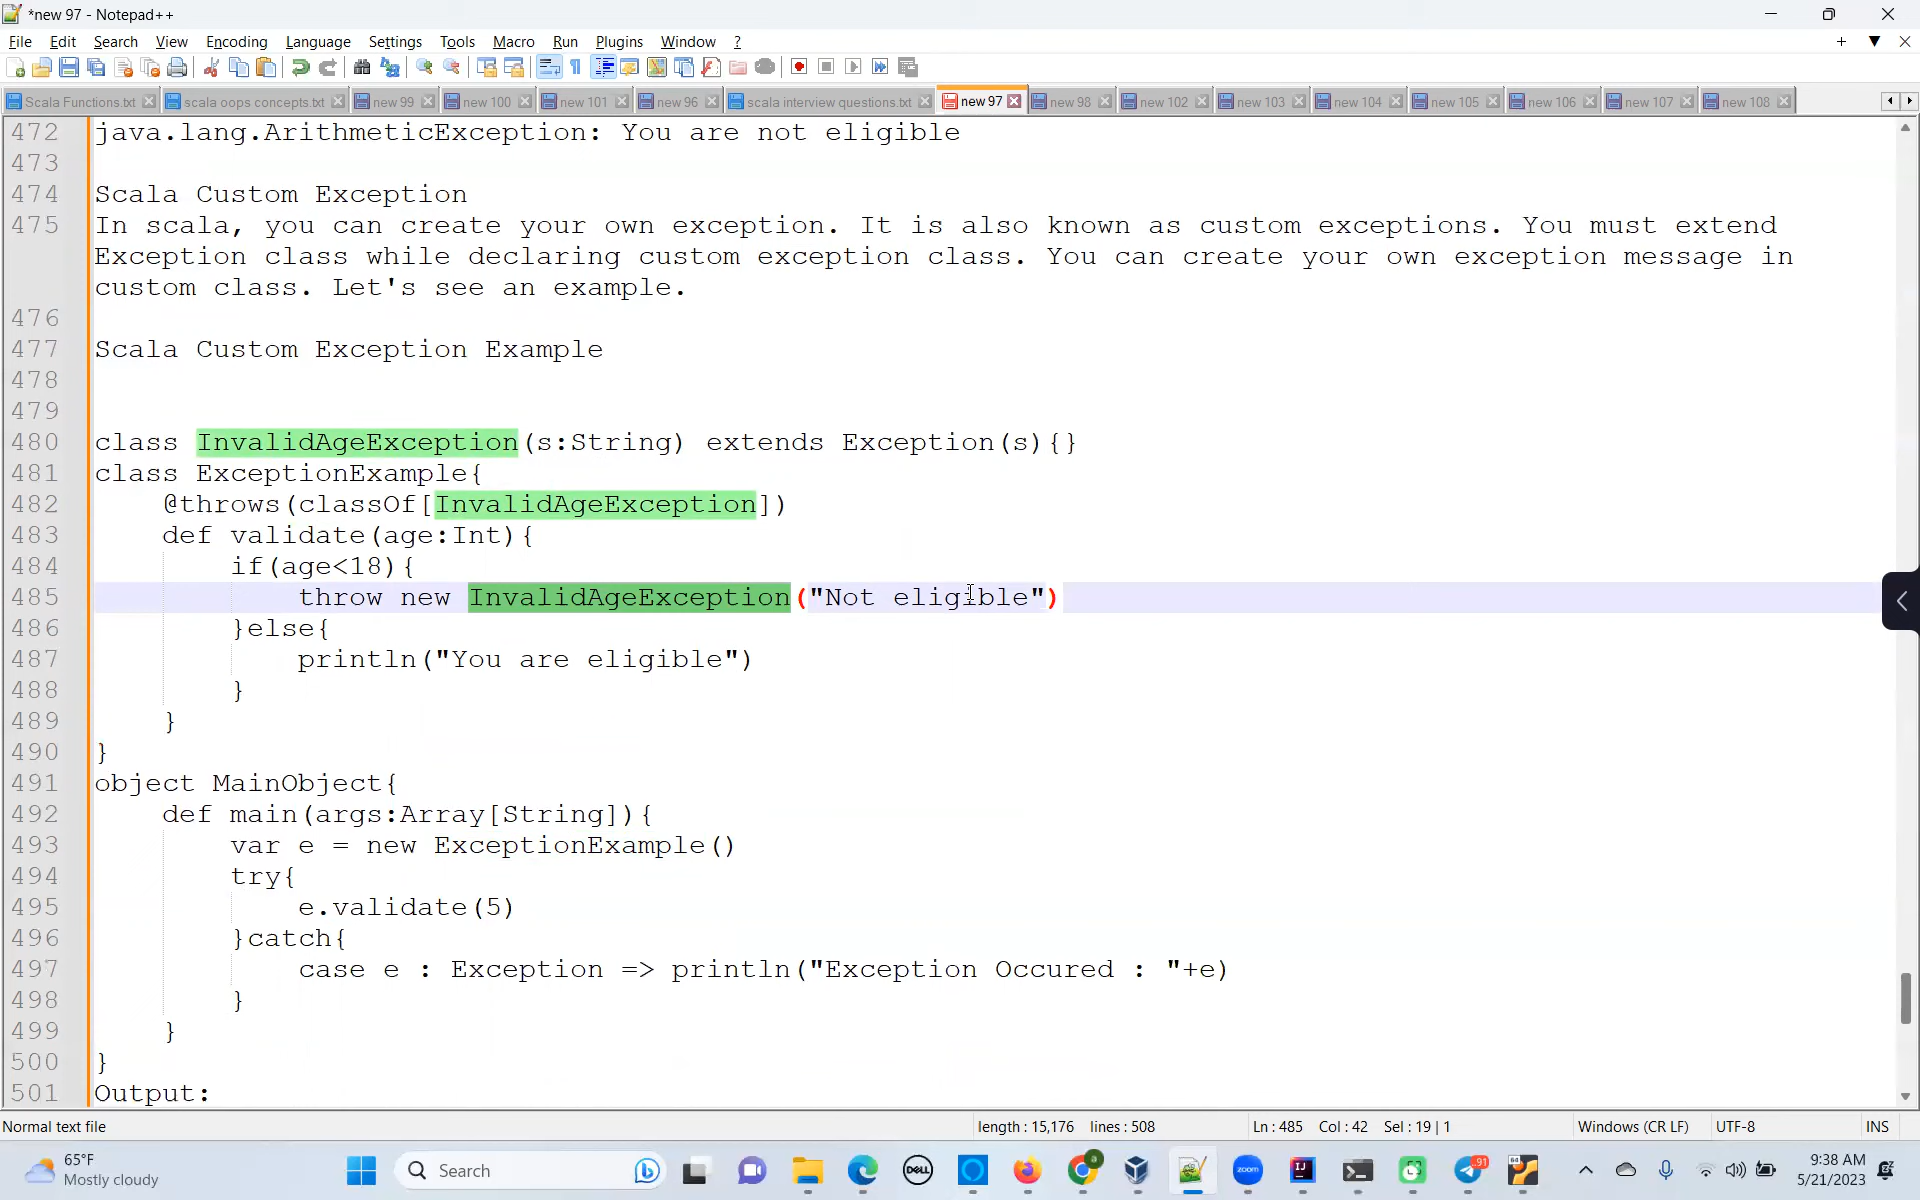 *new 97 - Notepad++
File Edit Search View Encoding Language Settings Tools Macro Run Plugins Window ?
Scala Functions.txt scala oops concepts.txt new 99 new 100 new 101 new 96 scala interview questions.txt new 97 new 98 new 102 new 103 new 104 new 105 new 106 new 107 new 108
472 java.lang.ArithmeticException: You are not eligible
473
474 Scala Custom Exception
475 In scala, you can create your own exception. It is also known as custom exceptions. You must extend
Exception class while declaring custom exception class. You can create your own exception message in
custom class. Let's see an example.
476
477 Scala Custom Exception Example
478
479
480 class InvalidAgeException(s:String) extends Exception(s){}
481 class ExceptionExample{
482 @throws(classOf[InvalidAgeException])
483 def validate(age:Int){
484 if(age<18){
485 throw new InvalidAgeException("Not eligible")
486 }else{
487 println("You are eligible")
488 }
489 }
490 }
491 object MainObject{
492 def main(args:Array[String]){
493 var e = new ExceptionExample()
494 try{
495 e.validate(5)
496 }catch{
497 case e : Exception => println("Exception Occured : "+e)
498 }
499 }
500 }
501 Output:
Normal text file length : 15,176 lines : 508 Ln : 485 Col : 42 Sel : 19 | 1 Windows (CR LF) UTF-8 INS
65°F
Mostly cloudy
Search
DELL
zoom
IJ
91
64
9:38 AM
5/21/2023